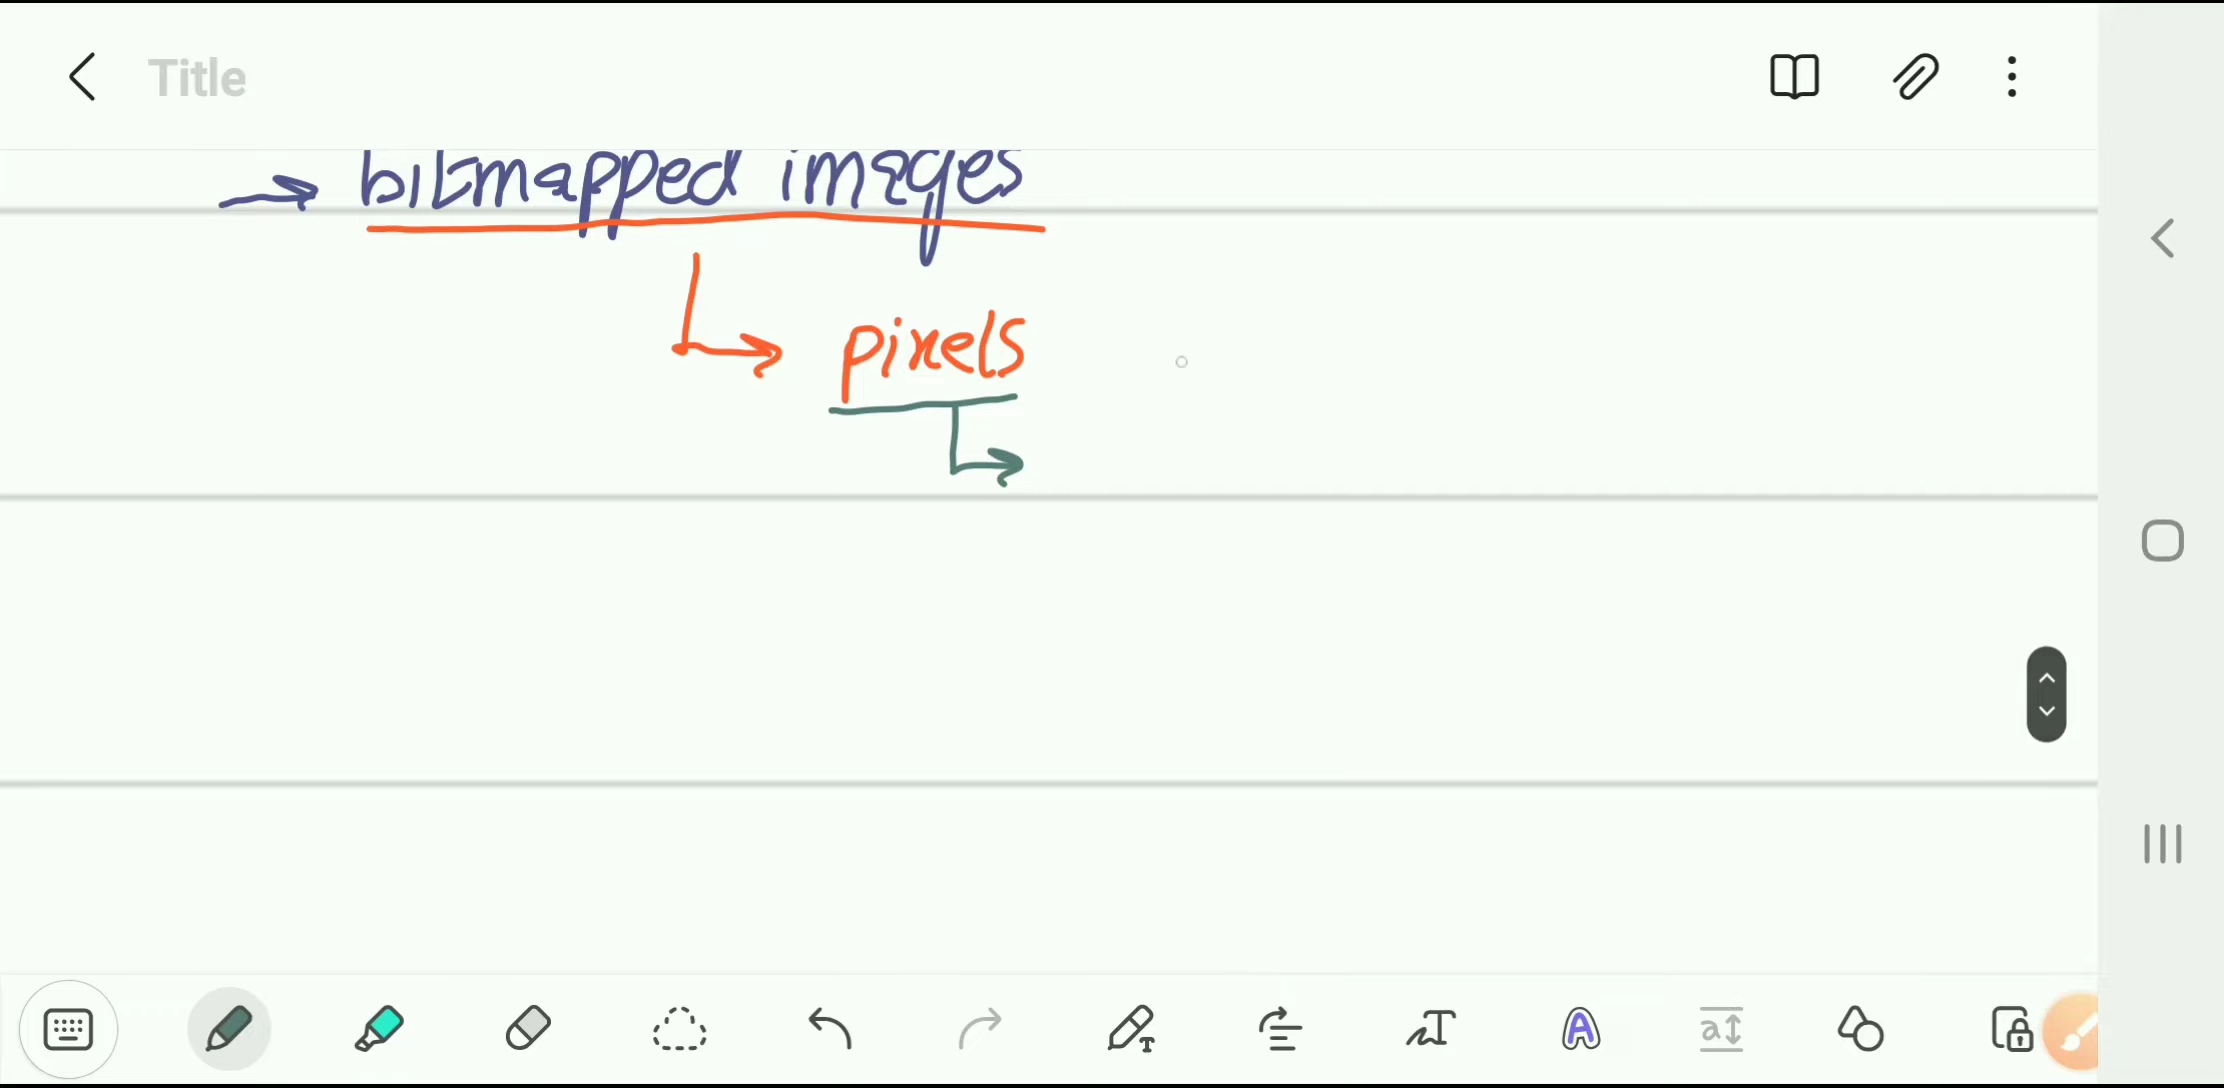 Title
→ bitmapped images
pixels